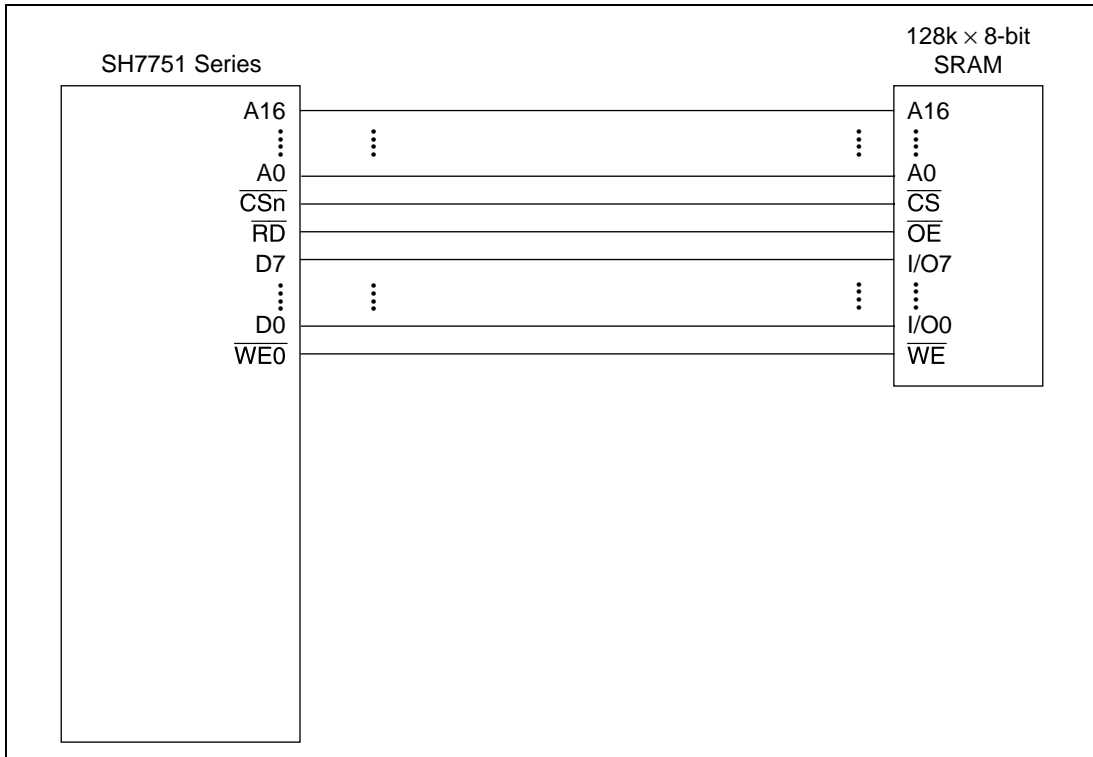 SH7751 Series
128k × 8-bit
SRAM
A16 A16
A0 A0
CSn CS
RD OE
D7 I/O7
D0 I/O0
WE0 WE